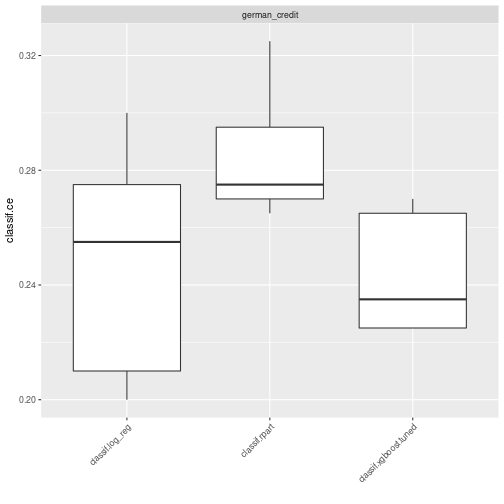 german_credit
classif.ce
0.32
0.28
0.24
0.20
classif.log_reg
classif.rpart
classif.xgboost.tuned